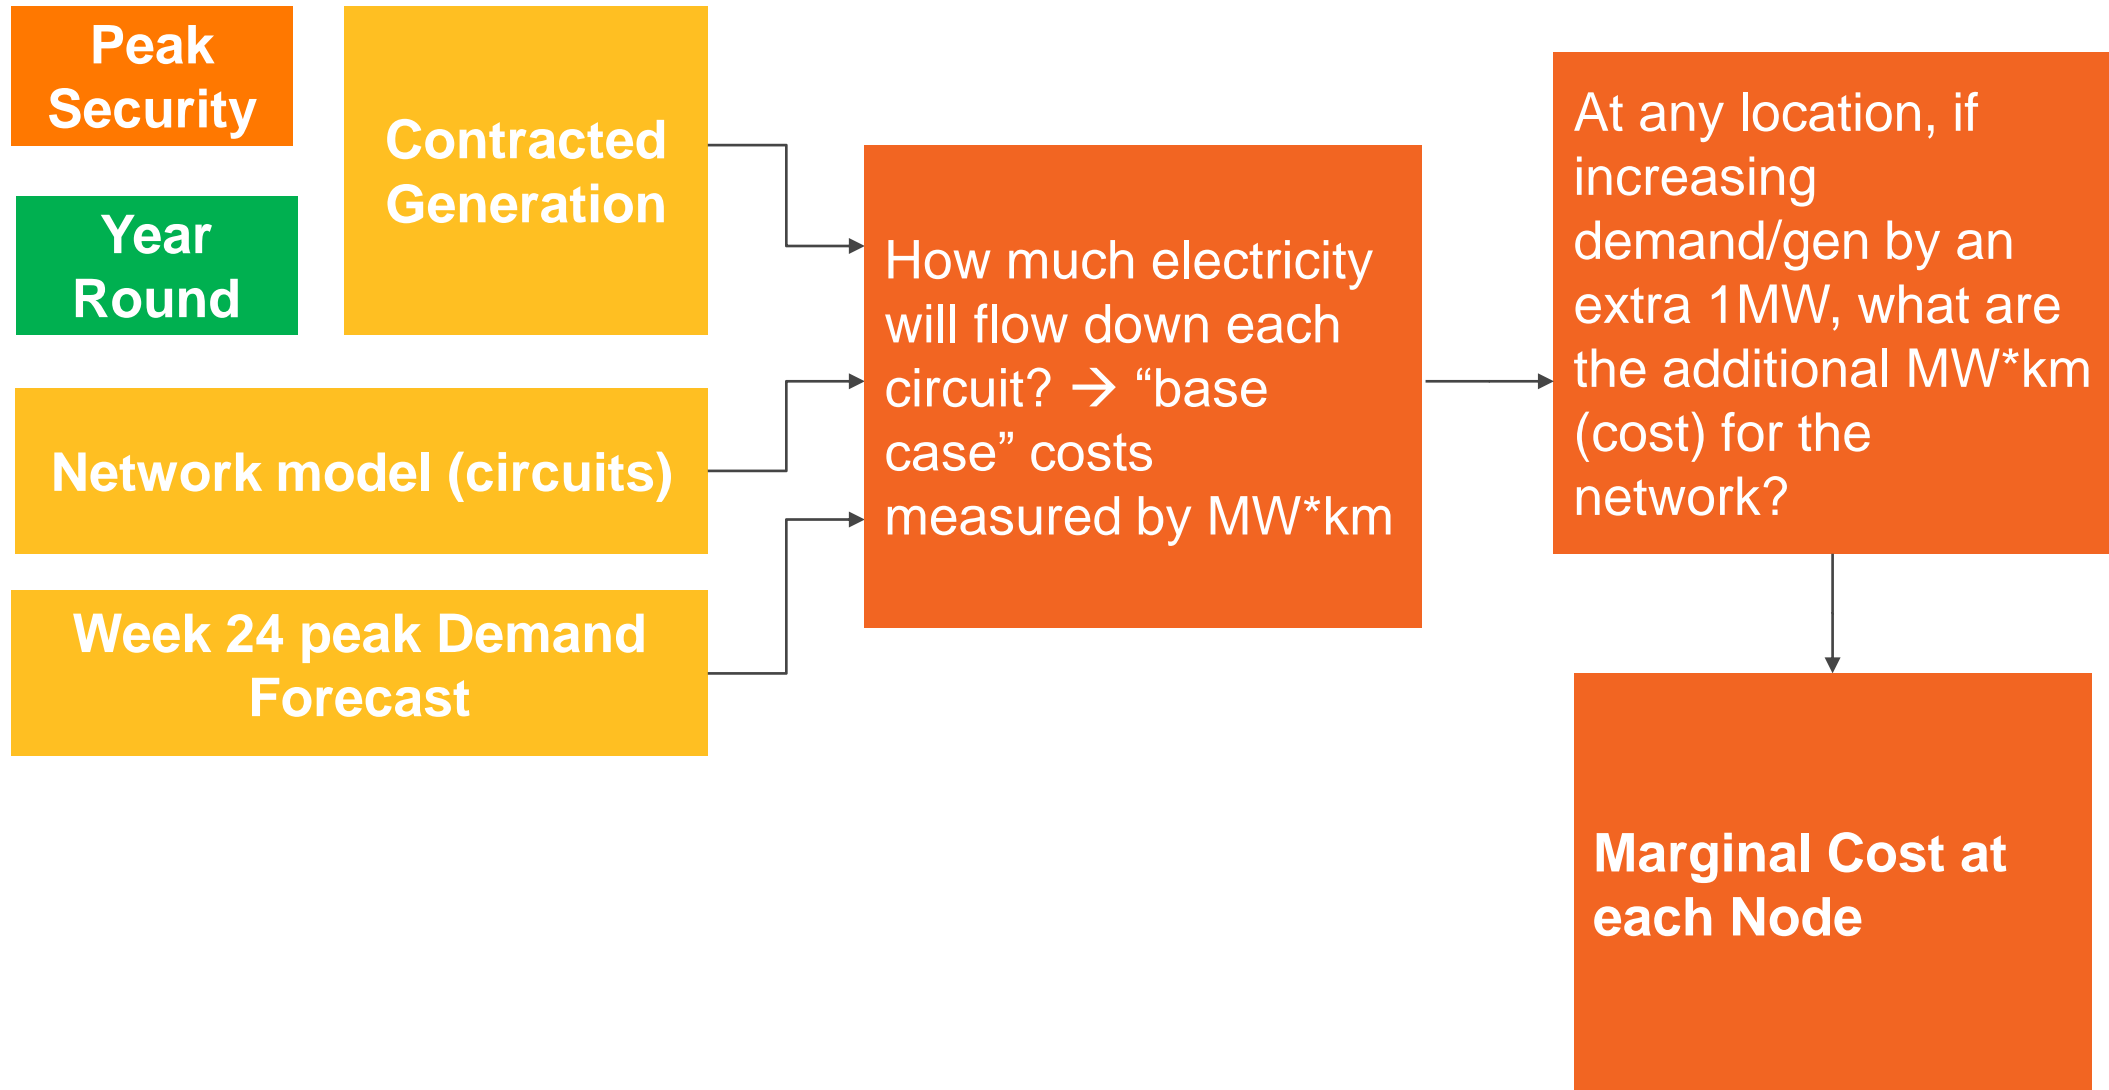 Peak
Security
Year
Round
Contracted
Generation
Network model (circuits)
Week 24 peak Demand
Forecast
How much electricity
will flow down each
circuit? → “base
case” costs
measured by MW*km
At any location, if
increasing
demand/gen by an
extra 1MW, what are
the additional MW*km
(cost) for the
network?
Marginal Cost at
each Node